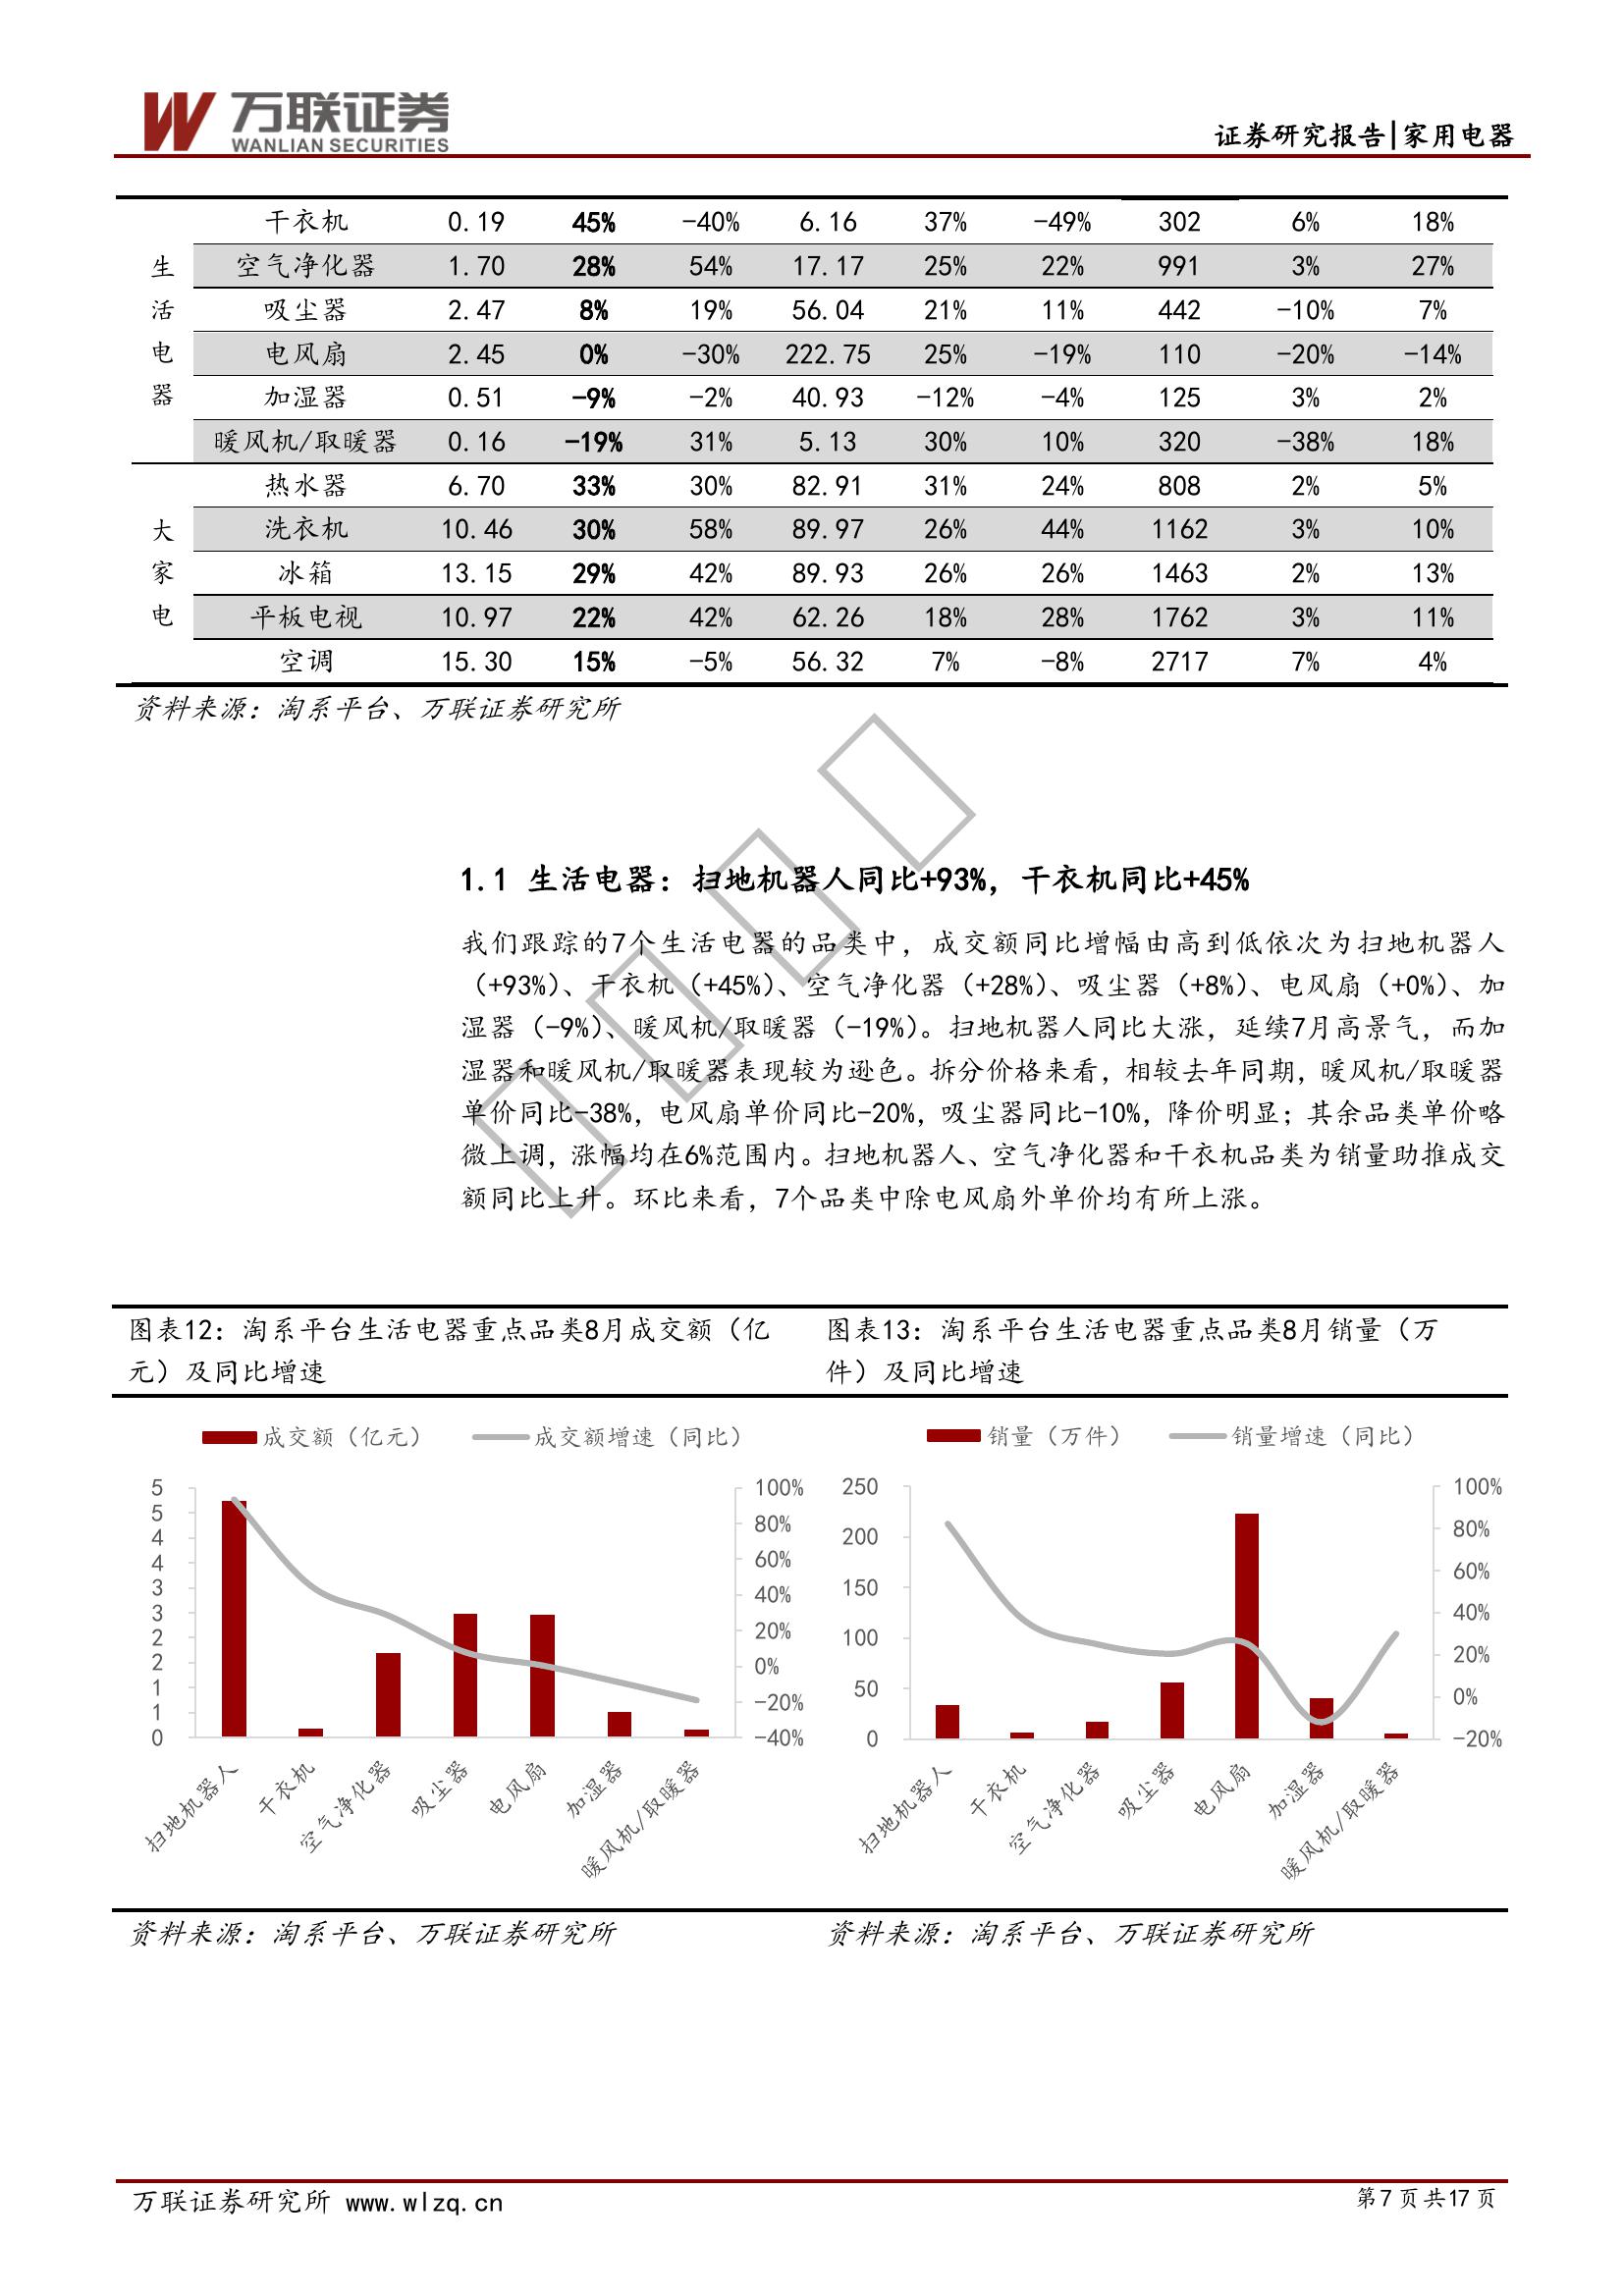 万联证券
WANLIAN SECURITIES
证券研究报告|家用电器
干衣机 0.19 45% -40% 6.16 37% -49% 302 6% 18%
空气净化器 1.70 28% 54% 17.17 25% 22% 991 3% 27%
吸尘器 2.47 8% 19% 56.04 21% 11% 442 -10% 7%
生活电器
电风扇 2.45 0% -30% 222.75 25% -19% 110 -20% -14%
加湿器 0.51 -9% -2% 40.93 -12% -4% 125 3% 2%
暖风机/取暖器 0.16 -19% 31% 5.13 30% 10% 320 -38% 18%
热水器 6.70 33% 30% 82.91 31% 24% 808 2% 5%
洗衣机 10.46 30% 58% 89.97 26% 44% 1162 3% 10%
大家电
冰箱 13.15 29% 42% 89.93 26% 26% 1463 2% 13%
平板电视 10.97 22% 42% 62.26 18% 28% 1762 3% 11%
空调 15.30 15% -5% 56.32 7% -8% 2717 7% 4%
资料来源：淘系平台、万联证券研究所
1.1 生活电器：扫地机器人同比+93%，干衣机同比+45%
我们跟踪的7个生活电器的品类中，成交额同比增幅由高到低依次为扫地机器人
（+93%）、干衣机（+45%）、空气净化器（+28%）、吸尘器（+8%）、电风扇（+0%）、加
湿器（-9%）、暖风机/取暖器（-19%）。扫地机器人同比大涨，延续7月高景气，而加
湿器和暖风机/取暖器表现较为逊色。拆分价格来看，相较去年同期，暖风机/取暖器
单价同比-38%，电风扇单价同比-20%，吸尘器同比-10%，降价明显；其余品类单价略
微上调，涨幅均在6%范围内。扫地机器人、空气净化器和干衣机品类为销量助推成交
额同比上升。环比来看，7个品类中除电风扇外单价均有所上涨。
图表12：淘系平台生活电器重点品类8月成交额（亿
元）及同比增速
成交额（亿元） 成交额增速（同比）
5
5
4
4
3
3
2
2
1
1
0
100%
80%
60%
40%
20%
0%
-20%
-40%
扫地机器人
干衣机
空气净化器
吸尘器
电风扇
加湿器
暖风机/取暖器
资料来源：淘系平台、万联证券研究所
图表13：淘系平台生活电器重点品类8月销量（万
件）及同比增速
销量（万件） 销量增速（同比）
250
200
150
100
50
0
100%
80%
60%
40%
20%
0%
-20%
扫地机器人
干衣机
空气净化器
吸尘器
电风扇
加湿器
暖风机/取暖器
资料来源：淘系平台、万联证券研究所
万联证券研究所 www.wlzq.cn
第7页共17页